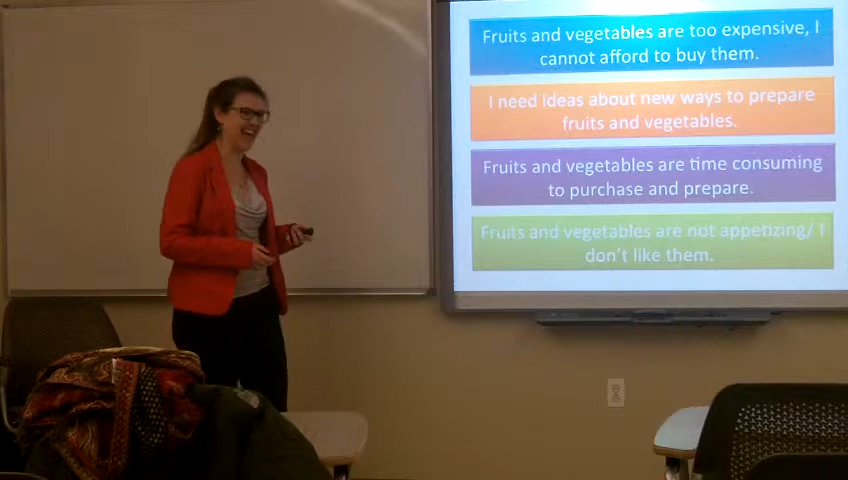 Fruits and vegetables are too expensive, I
cannot afford to buy them.
I need ideas about new ways to prepare
fruits and vegetables.
Fruits and vegetables are time consuming
to purchase and prepare.
Fruits and vegetables are not appetizing/ I
don't like them.